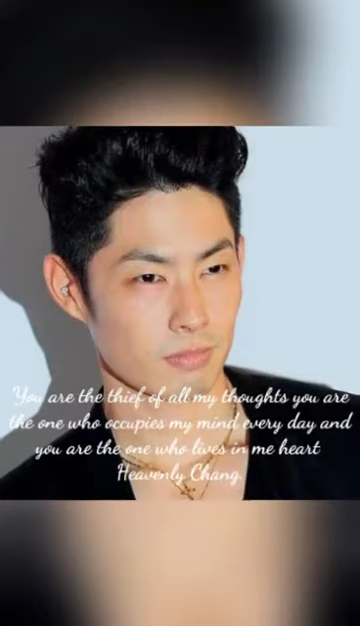 You are the thief of all my thoughts you are
the one who occupies my mind every day and
you are the one who lives in me heart
Heavenly Chang.